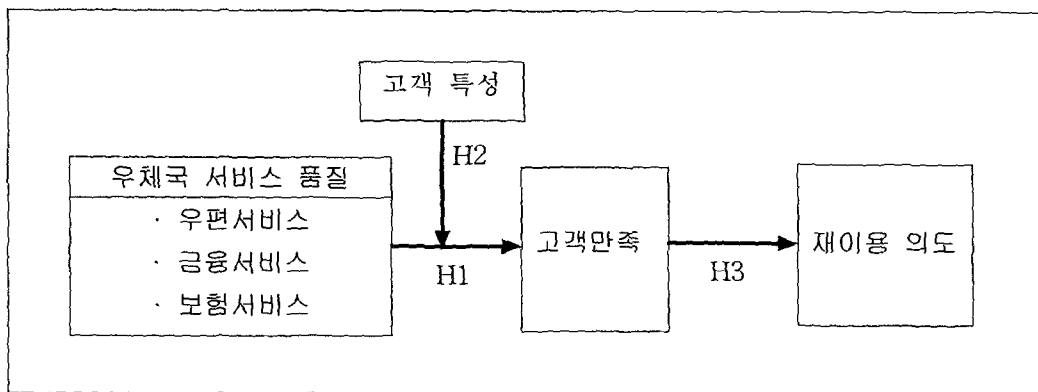 고객 특성
H2
우체국 서비스 품질
· 우편서비스
· 금융서비스
· 보험서비스
H1
고객만족
H3
재이용 의도